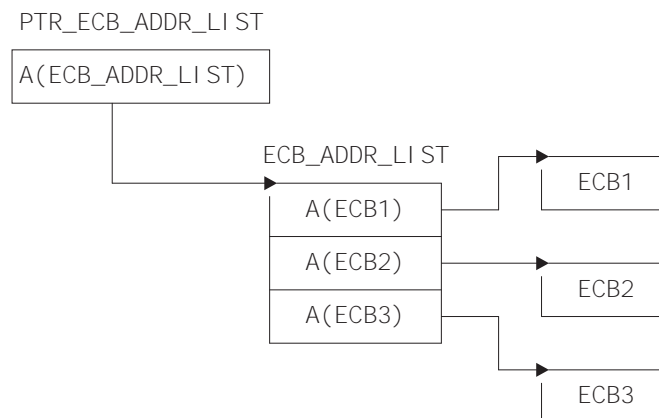 PTR_ECB_ADDR_LIST
A(ECB_ADDR_LIST)
ECB_ADDR_LIST
A(ECB1)
A(ECB2)
A(ECB3)
ECB1
ECB2
ECB3